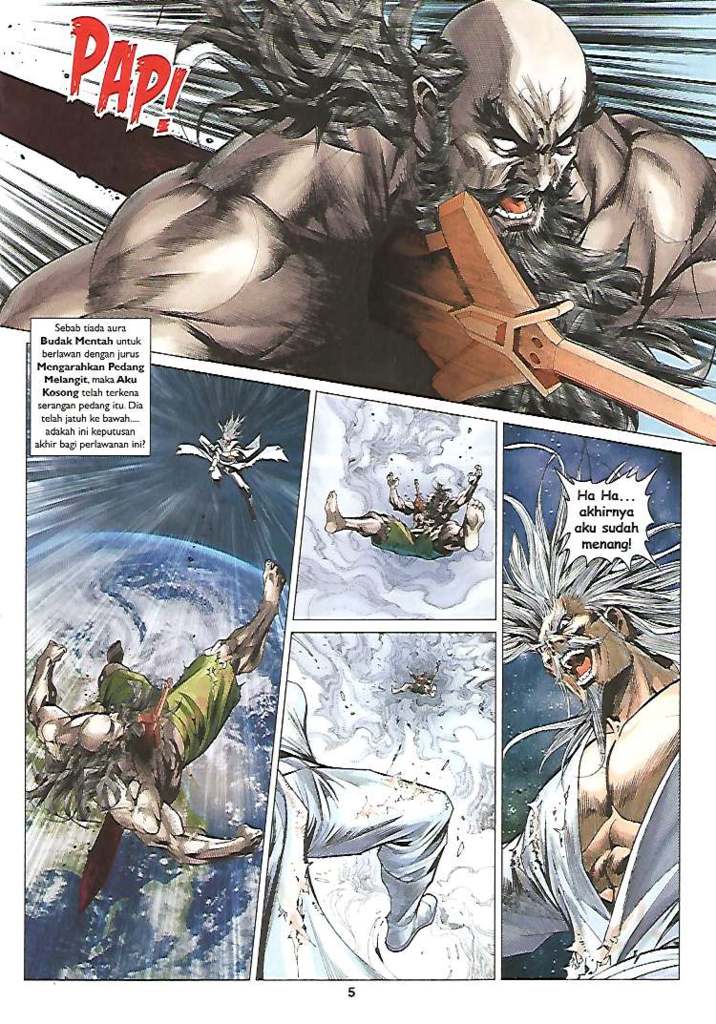 PAP!
Sebab tiada aura
Budak Mentah untuk
berlawan dengan jurus
Mengarahkan Pedang
Melangit, maka Aku
Kosong telah terkena
serangan pedang itu. Dia
telah jatuh ke bawah....
adakah ini keputusan
akhir bagi perlawanan ini?
Ha Ha...
akhirnya
aku sudah
menang!
5